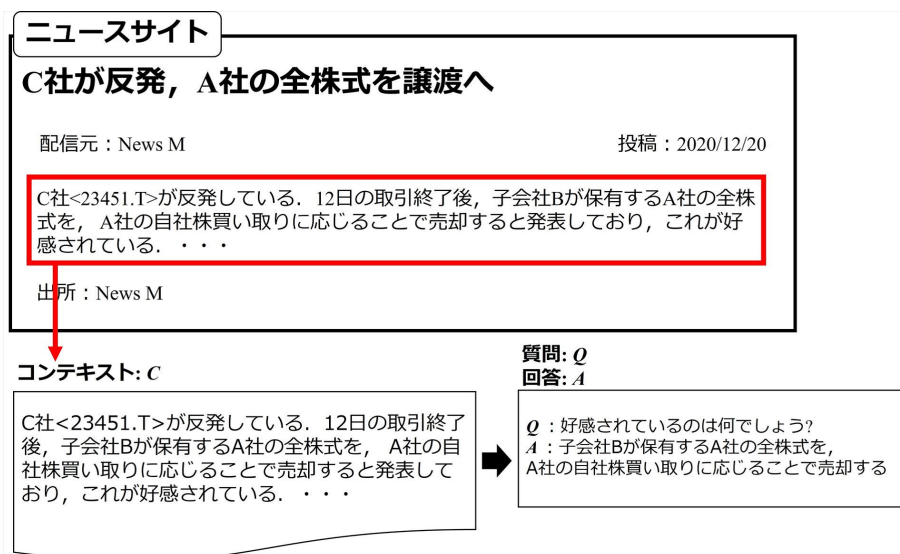 ニュースサイト
C社が反発，A社の全株式を譲渡へ
配信元：News M
投稿：2020/12/20
C社<23451.T>が反発している．12日の取引終了後，子会社Bが保有するA社の全株
式を， A社の自社株買い取りに応じることで売却すると発表しており，これが好
感されている．・・・
出所：News M
コンテキスト: C
C社<23451.T>が反発している．12日の取引終了
後，子会社Bが保有するA社の全株式を， A社の自
社株買い取りに応じることで売却すると発表して
おり，これが好感されている．・・・
質問: Q
回答: A
Q：好感されているのは何でしょう?
A：子会社Bが保有するA社の全株式を，
A社の自社株買い取りに応じることで売却する